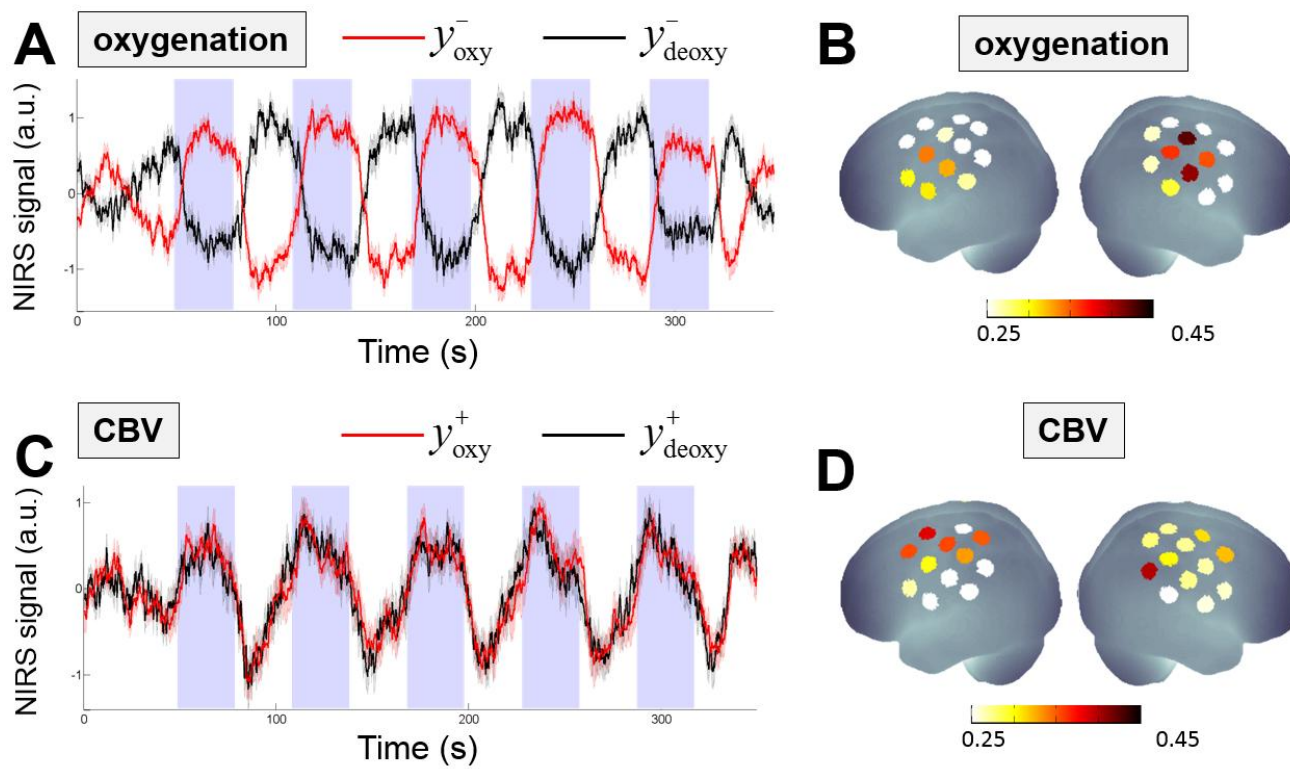 A oxygenation y⁻oxy y⁻deoxy
NIRS signal (a.u.)
1
0
-1
0 100 200 300
Time (s)
B oxygenation
0.25 0.45
C CBV y⁺oxy y⁺deoxy
NIRS signal (a.u.)
1
0
-1
0 100 200 300
Time (s)
D CBV
0.25 0.45